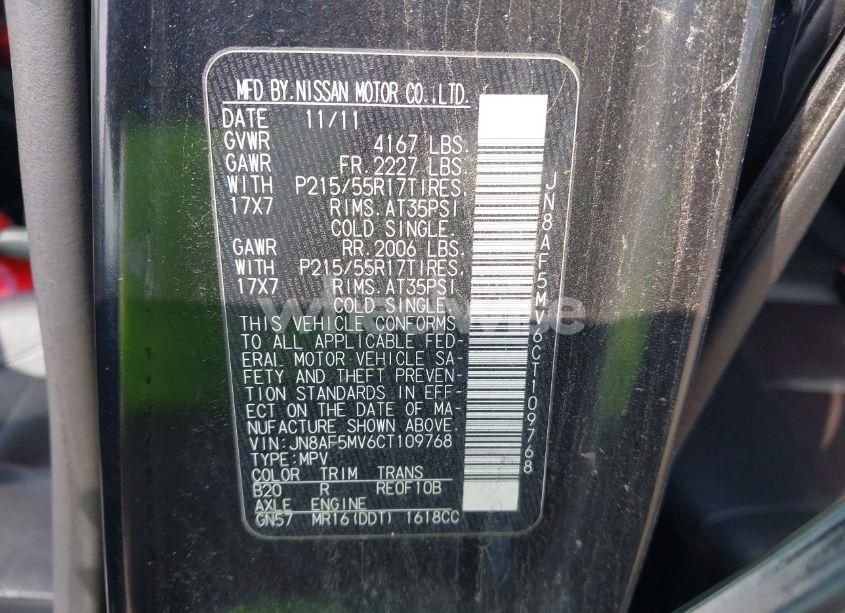 MFD.BY.NISSAN MOTOR CO.,LTD.
DATE 11/11
GVWR 4167 LBS.
GAWR FR.2227 LBS.
WITH P215/55R17TIRES.
17X7 RIMS.AT35PSI
COLD SINGLE.
GAWR RR.2006 LBS.
WITH P215/55R17TIRES.
17X7 RIMS.AT35PSI
COLD SINGLE.
THIS VEHICLE CONFORMS
TO ALL APPLICABLE FED-
ERAL MOTOR VEHICLE SA-
FETY AND THEFT PREVEN-
TION STANDARDS IN EFF-
ECT ON THE DATE OF MA-
NUFACTURE SHOWN ABOVE.
VIN:JN8AF5MV6CT109768
TYPE:MPV
COLOR TRIM TRANS
B20 R RE0F10B
AXLE ENGINE
GN57 MR16(DDT) 1618CC
JN8AF5MV6CT109768